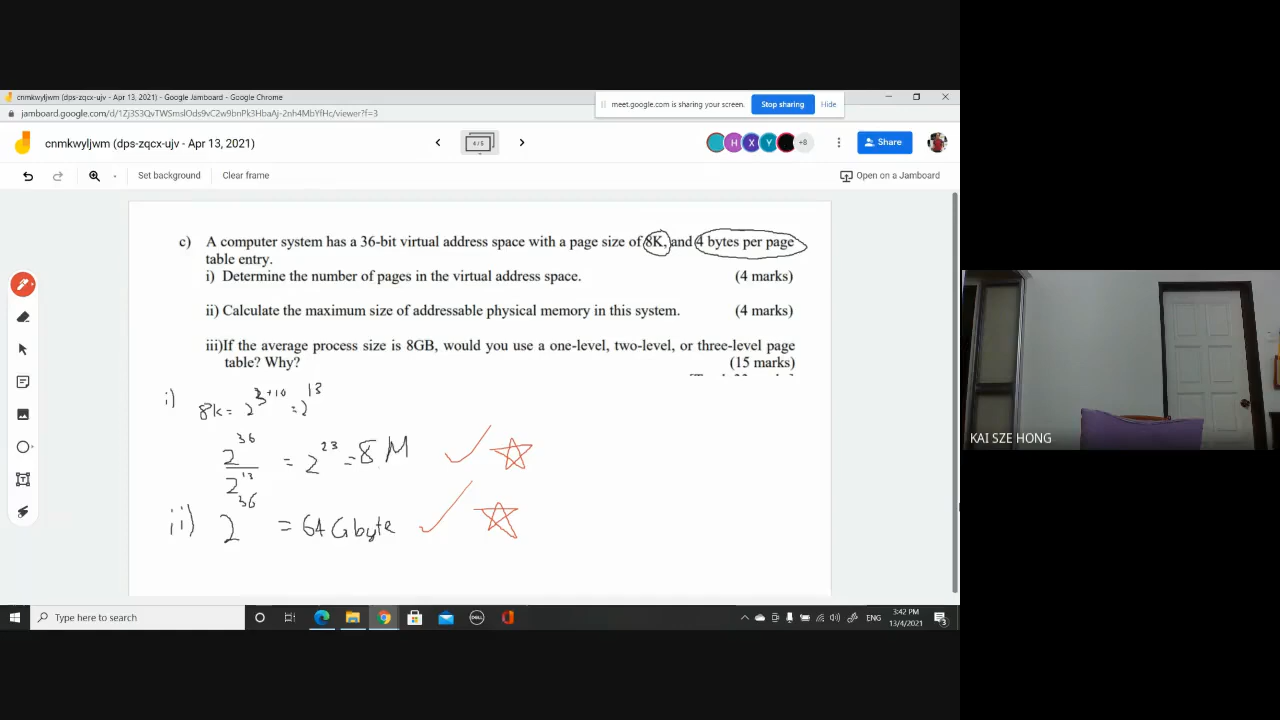 cnmkwyljwm (dps-zqcx-ujv - Apr 13, 2021) - Google Jamboard - Google Chrome
meet.google.com is sharing your screen.
Stop sharing
Hide
cnmkwyljwm (dps-zqcx-ujv - Apr 13, 2021)
4/5
H X Y +8
Share
Set background
Clear frame
Open on a Jamboard
c) A computer system has a 36-bit virtual address space with a page size of 8K, and 4 bytes per page
table entry.
i) Determine the number of pages in the virtual address space. (4 marks)
ii) Calculate the maximum size of addressable physical memory in this system. (4 marks)
iii)If the average process size is 8GB, would you use a one-level, two-level, or three-level page
table? Why? (15 marks)
i) 8K = 2^3+10 = 2^13
2^36 / 2^13 = 2^23 = 8 M
ii) 2^36 = 64 Gbyte
KAI SZE HONG
Type here to search
DELL
ENG
3:42 PM
13/4/2021
3